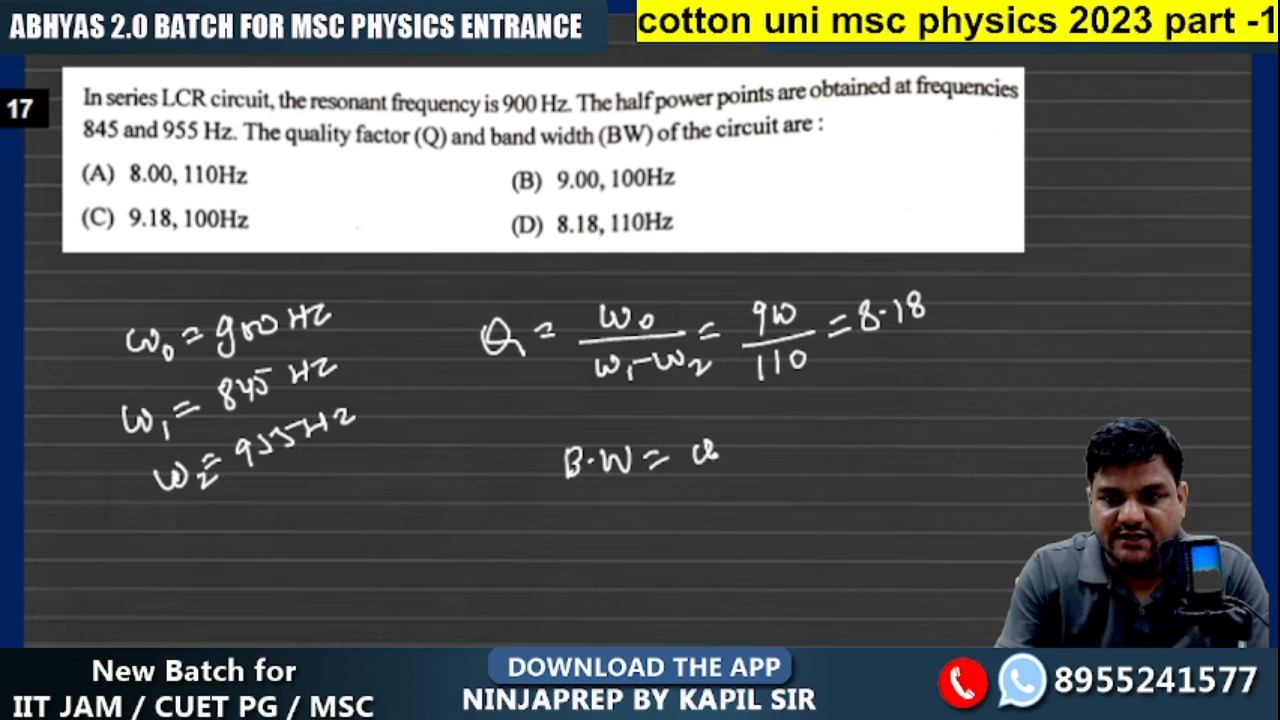 ABHYAS 2.0 BATCH FOR MSC PHYSICS ENTRANCE
cotton uni msc physics 2023 part -1
17
In series LCR circuit, the resonant frequency is 900 Hz. The half power points are obtained at frequencies
845 and 955 Hz. The quality factor (Q) and band width (BW) of the circuit are :
(A) 8.00, 110Hz
(B) 9.00, 100Hz
(C) 9.18, 100Hz
(D) 8.18, 110Hz
ω₀ = 900 Hz
ω₁ = 845 Hz
ω₂ = 955 Hz
Q = ω₀ / ω₁-ω₂ = 900 / 110 = 8.18
B.W = ω
New Batch for
IIT JAM / CUET PG / MSC
DOWNLOAD THE APP
NINJAPREP BY KAPIL SIR
8955241577